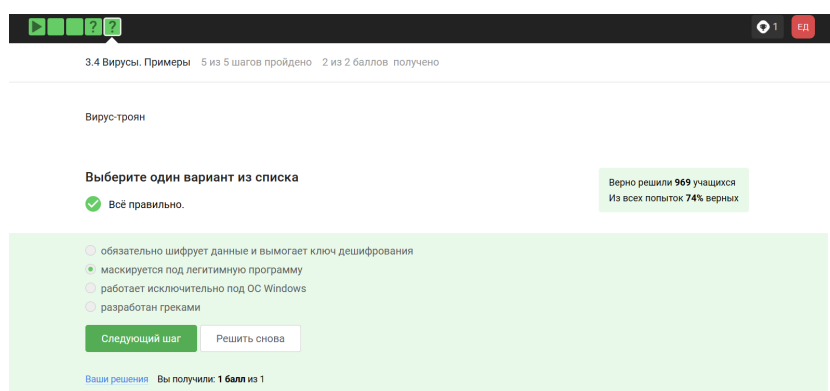 ? ? 1 ЕД
3.4 Вирусы. Примеры 5 из 5 шагов пройдено 2 из 2 баллов получено
Вирус-троян
Выберите один вариант из списка
Всё правильно.
Верно решили 969 учащихся
Из всех попыток 74% верных
обязательно шифрует данные и вымогает ключ дешифрования
маскируется под легитимную программу
работает исключительно под ОС Windows
разработан греками
Следующий шаг Решить снова
Ваши решения Вы получили: 1 балл из 1